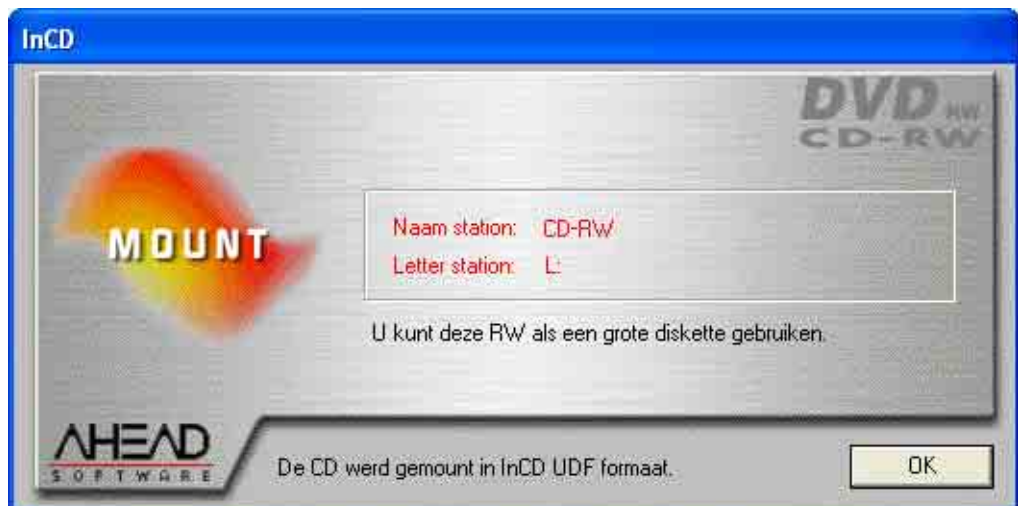 InCD
DVD RW
CD-RW
MOUNT
Naam station: CD-RW
Letter station: L:
U kunt deze RW als een grote diskette gebruiken.
AHEAD
SOFTWARE
De CD werd gemount in InCD UDF formaat.
OK